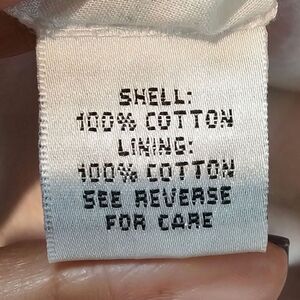 SHELL:
100% COTTON
LINING:
100% COTTON
SEE REVERSE
FOR CARE